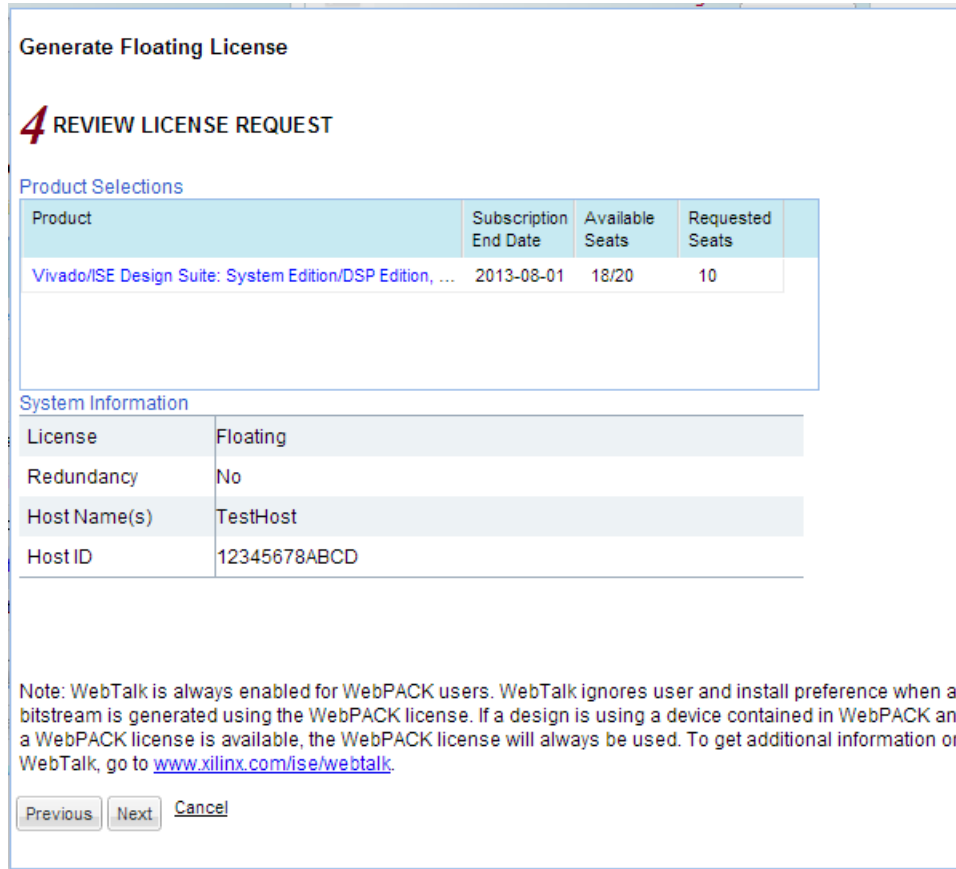 Generate Floating License
4 REVIEW LICENSE REQUEST
Product Selections
Product Subscription End Date Available Seats Requested Seats
Vivado/ISE Design Suite: System Edition/DSP Edition, ... 2013-08-01 18/20 10
System Information
License Floating
Redundancy No
Host Name(s) TestHost
Host ID 12345678ABCD
Note: WebTalk is always enabled for WebPACK users. WebTalk ignores user and install preference when a
bitstream is generated using the WebPACK license. If a design is using a device contained in WebPACK an
a WebPACK license is available, the WebPACK license will always be used. To get additional information or
WebTalk, go to www.xilinx.com/ise/webtalk.
Previous Next Cancel